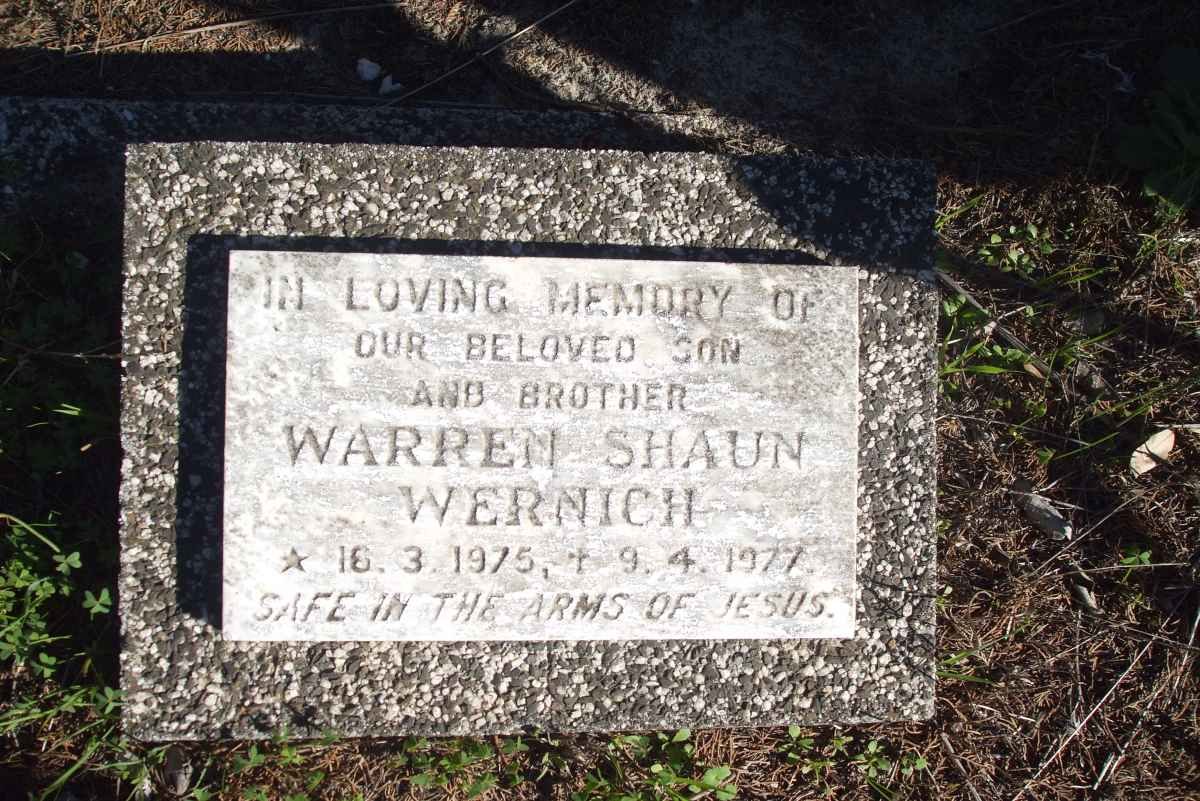 IN LOVING MEMORY OF
OUR BELOVED SON
AND BROTHER
WARREN SHAUN
WERNICH
★ 16. 3. 1975, ✝ 9. 4. 1977.
SAFE IN THE ARMS OF JESUS.